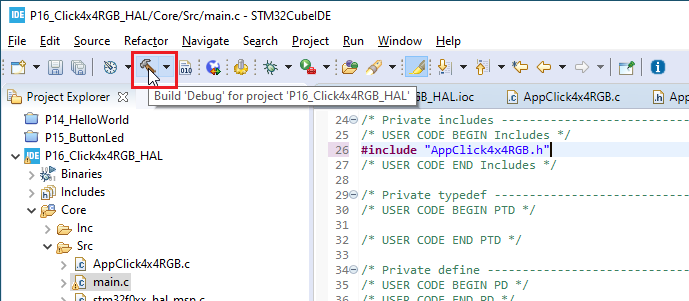 IDE P16_Click4x4RGB_HAL/Core/Src/main.c - STM32CubeIDE
File Edit Source Refactor Navigate Search Project Run Window Help
010
Project Explorer
Build 'Debug' for project 'P16_Click4x4RGB_HAL'
_HAL.ioc
AppClick4x4RGB.c
P14_HelloWorld
P15_ButtonLed
IDE P16_Click4x4RGB_HAL
Binaries
Includes
Core
Inc
Src
AppClick4x4RGB.c
main.c
stm32f0xx_hal_msp.c
24 /* Private includes ---------------------------
25 /* USER CODE BEGIN Includes */
26 #include "AppClick4x4RGB.h"
27 /* USER CODE END Includes */
28
29 /* Private typedef ----------------------------
30 /* USER CODE BEGIN PTD */
31
32 /* USER CODE END PTD */
33
34 /* Private define -----------------------------
35 /* USER CODE BEGIN PD */
36 /* USER CODE END PD */